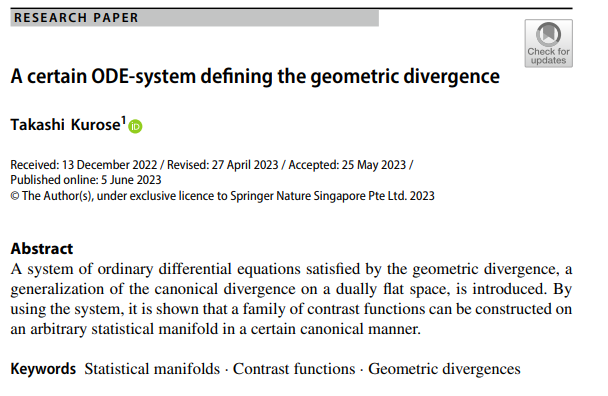 RESEARCH PAPER
Check for
updates
A certain ODE-system defining the geometric divergence
Takashi Kurose1 iD
Received: 13 December 2022 / Revised: 27 April 2023 / Accepted: 25 May 2023 /
Published online: 5 June 2023
© The Author(s), under exclusive licence to Springer Nature Singapore Pte Ltd. 2023
Abstract
A system of ordinary differential equations satisfied by the geometric divergence, a
generalization of the canonical divergence on a dually flat space, is introduced. By
using the system, it is shown that a family of contrast functions can be constructed on
an arbitrary statistical manifold in a certain canonical manner.
Keywords Statistical manifolds · Contrast functions · Geometric divergences